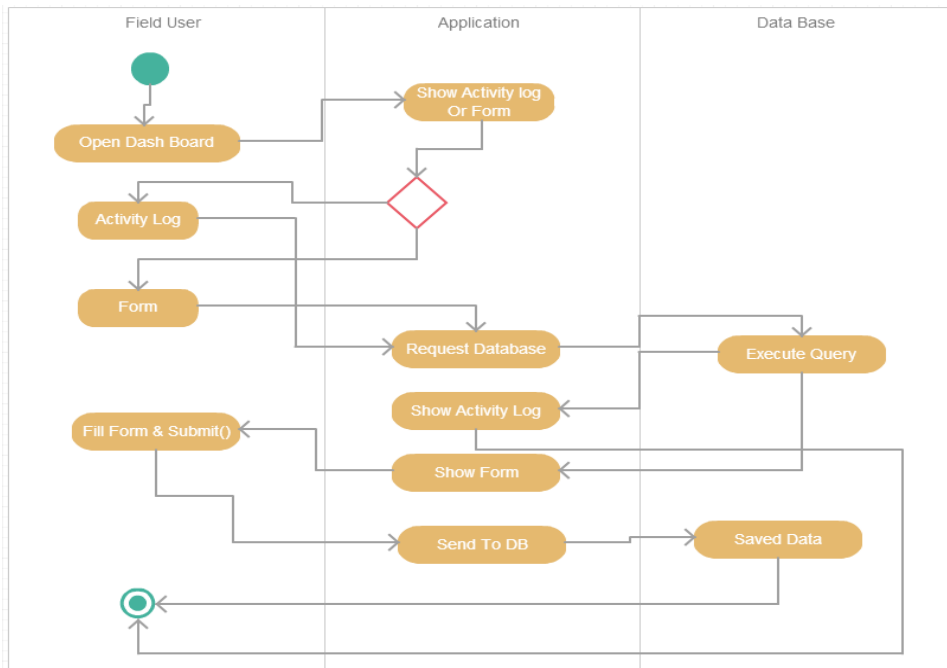 Field User
Application
Data Base
Show Activity log
Or Form
Open Dash Board
Activity Log
Form
Request Database
Execute Query
Show Activity Log
Fill Form & Submit()
Show Form
Send To DB
Saved Data